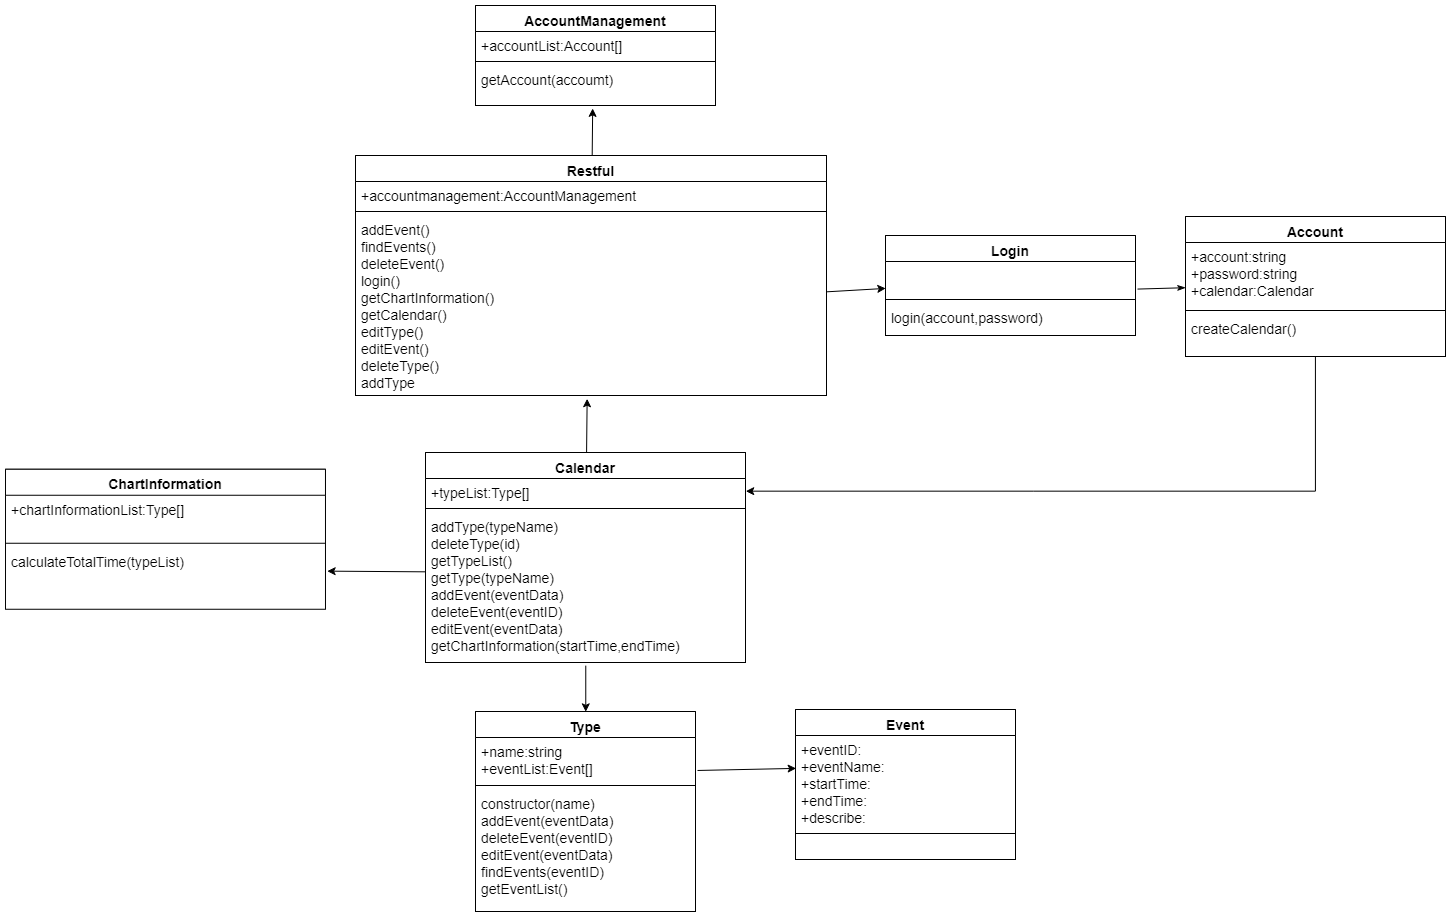 AccountManagement
+accountList:Account[]
getAccount(accoumt)
Restful
+accountmanagement:AccountManagement
addEvent()
findEvents()
deleteEvent()
login()
getChartInformation()
getCalendar()
editType()
editEvent()
deleteType()
addType
Login
login(account,password)
Account
+account:string
+password:string
+calendar:Calendar
createCalendar()
ChartInformation
+chartInformationList:Type[]
calculateTotalTime(typeList)
Calendar
+typeList:Type[]
addType(typeName)
deleteType(id)
getTypeList()
getType(typeName)
addEvent(eventData)
deleteEvent(eventID)
editEvent(eventData)
getChartInformation(startTime,endTime)
Type
+name:string
+eventList:Event[]
constructor(name)
addEvent(eventData)
deleteEvent(eventID)
editEvent(eventData)
findEvents(eventID)
getEventList()
Event
+eventID:
+eventName:
+startTime:
+endTime:
+describe: